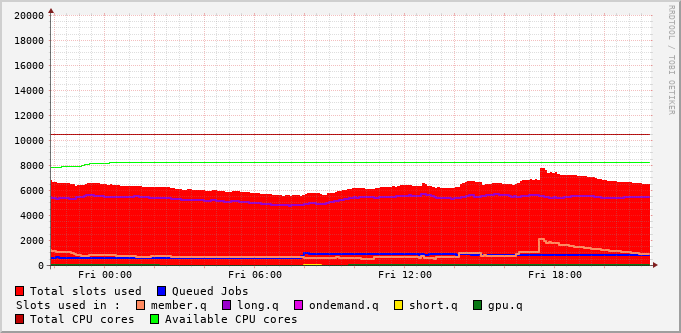 20000
18000
16000
14000
12000
10000
8000
6000
4000
2000
0
Fri 00:00 Fri 06:00 Fri 12:00 Fri 18:00
RRDTOOL / TOBI OETIKER
Total slots used Queued Jobs
Slots used in : member.q long.q ondemand.q short.q gpu.q
Total CPU cores Available CPU cores